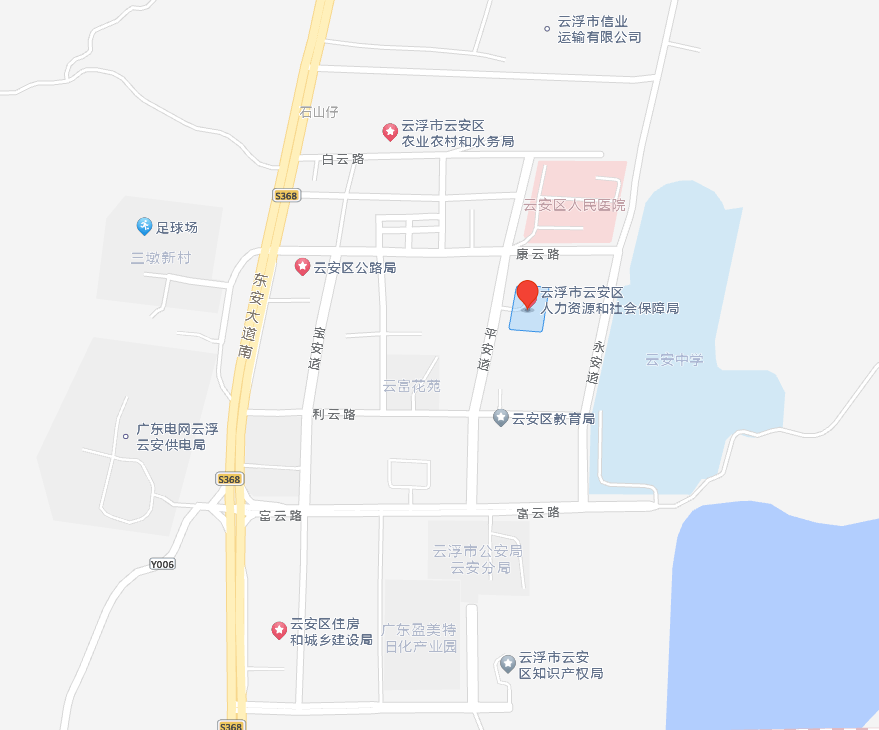 云浮市信业
运输有限公司
石山仔
云浮市云安区
农业农村和水务局
白云路
S368
云安区人民医院
足球场
三墩新村
康云路
云安区公路局
云浮市云安区
人力资源和社会保障局
东安大道南
宝安道
平安道
永安道
云安中学
云富花苑
利云路
云安区教育局
广东电网云浮
云安供电局
S368
富云路
富云路
云浮市公安局
云安分局
Y006
云安区住房
和城乡建设局
广东盈美特
日化产业园
云浮市云安
区知识产权局
S368